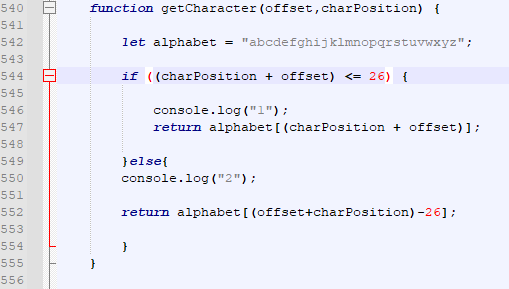 540 function getCharacter(offset,charPosition) {
541
542 let alphabet = "abcdefghijklmnopqrstuvwxyz";
543
544 if ((charPosition + offset) <= 26) {
545
546 console.log("1");
547 return alphabet[(charPosition + offset)];
548
549 }else{
550 console.log("2");
551
552 return alphabet[(offset+charPosition)-26];
553
554 }
555 }
556